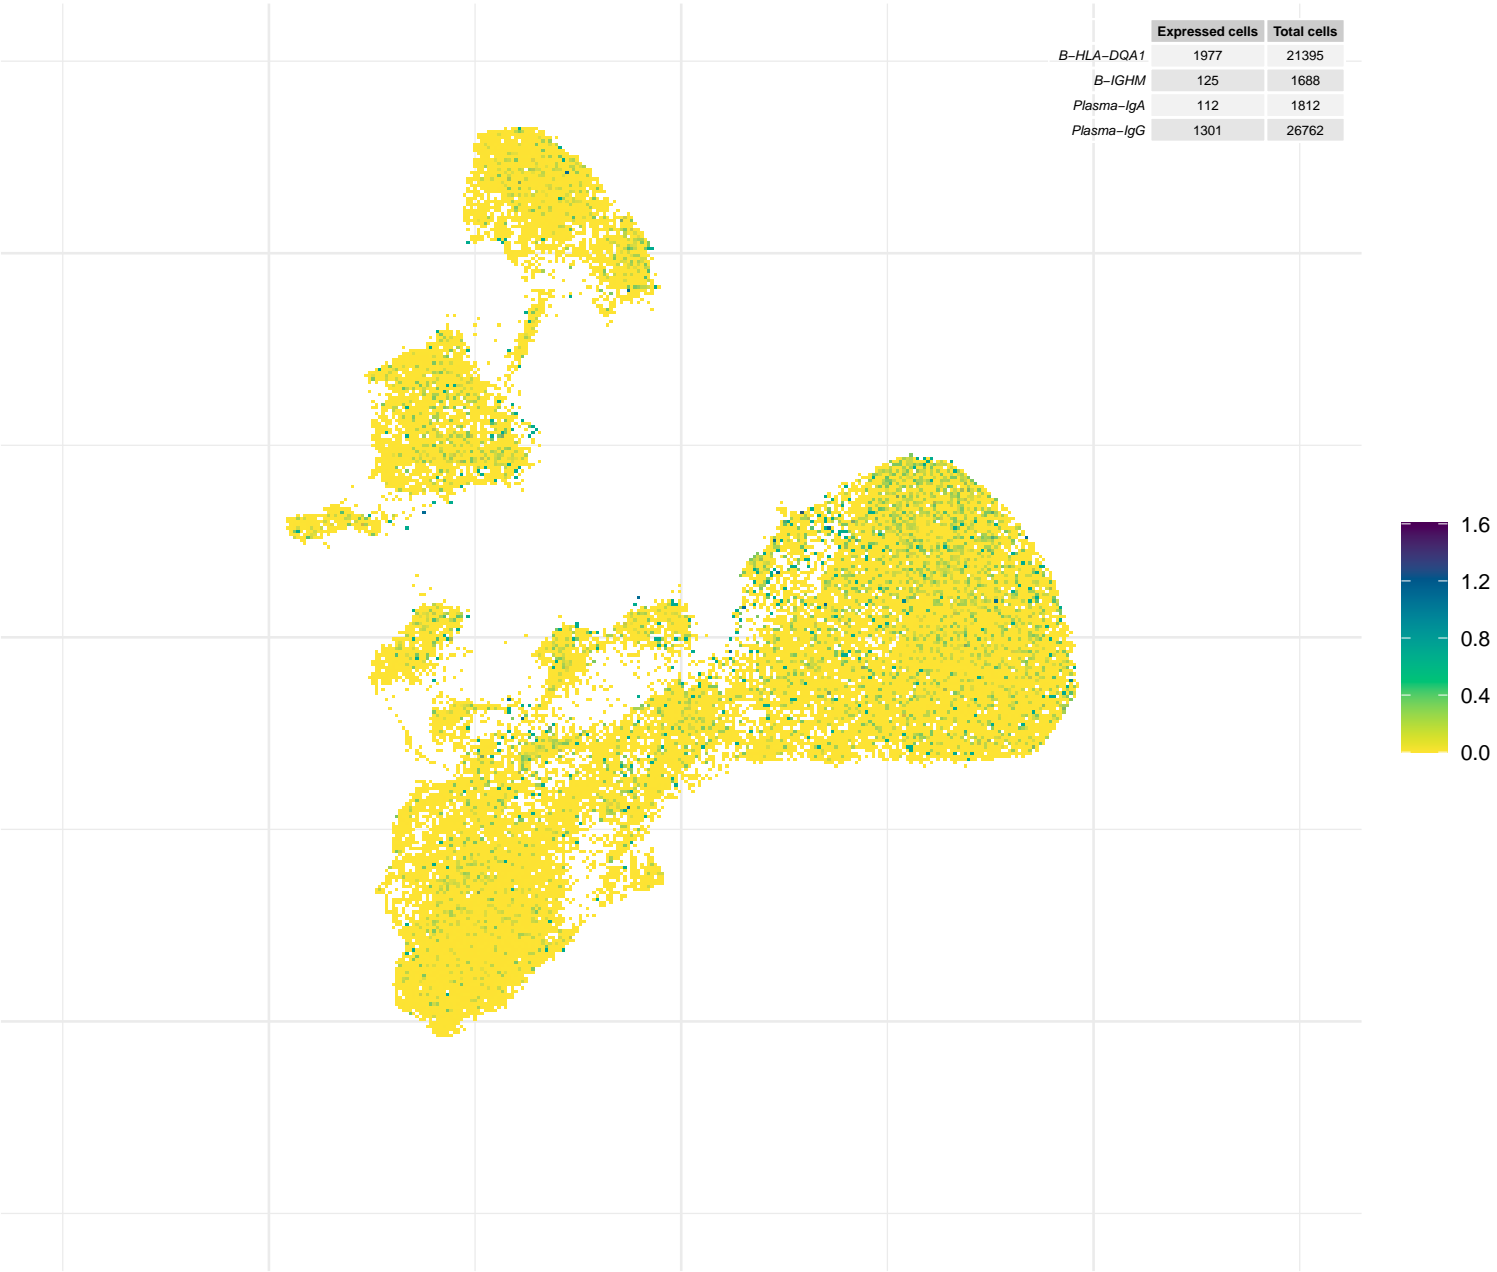 Expressed cells Total cells
B−HLA−DQA1 1977 21395
B−IGHM 125 1688
Plasma−IgA 112 1812
Plasma−IgG 1301 26762
1.6
1.2
0.8
0.4
0.0